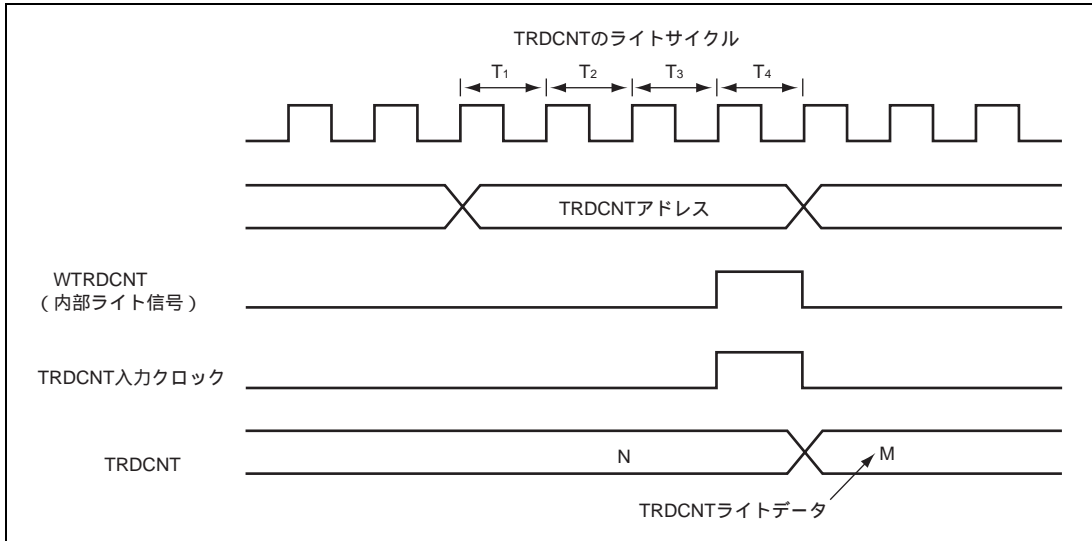 TRDCNTのライトサイクル
T1 T2 T3 T4
TRDCNTアドレス
WTRDCNT
（内部ライト信号）
TRDCNT入力クロック
TRDCNT
N
M
TRDCNTライトデータ